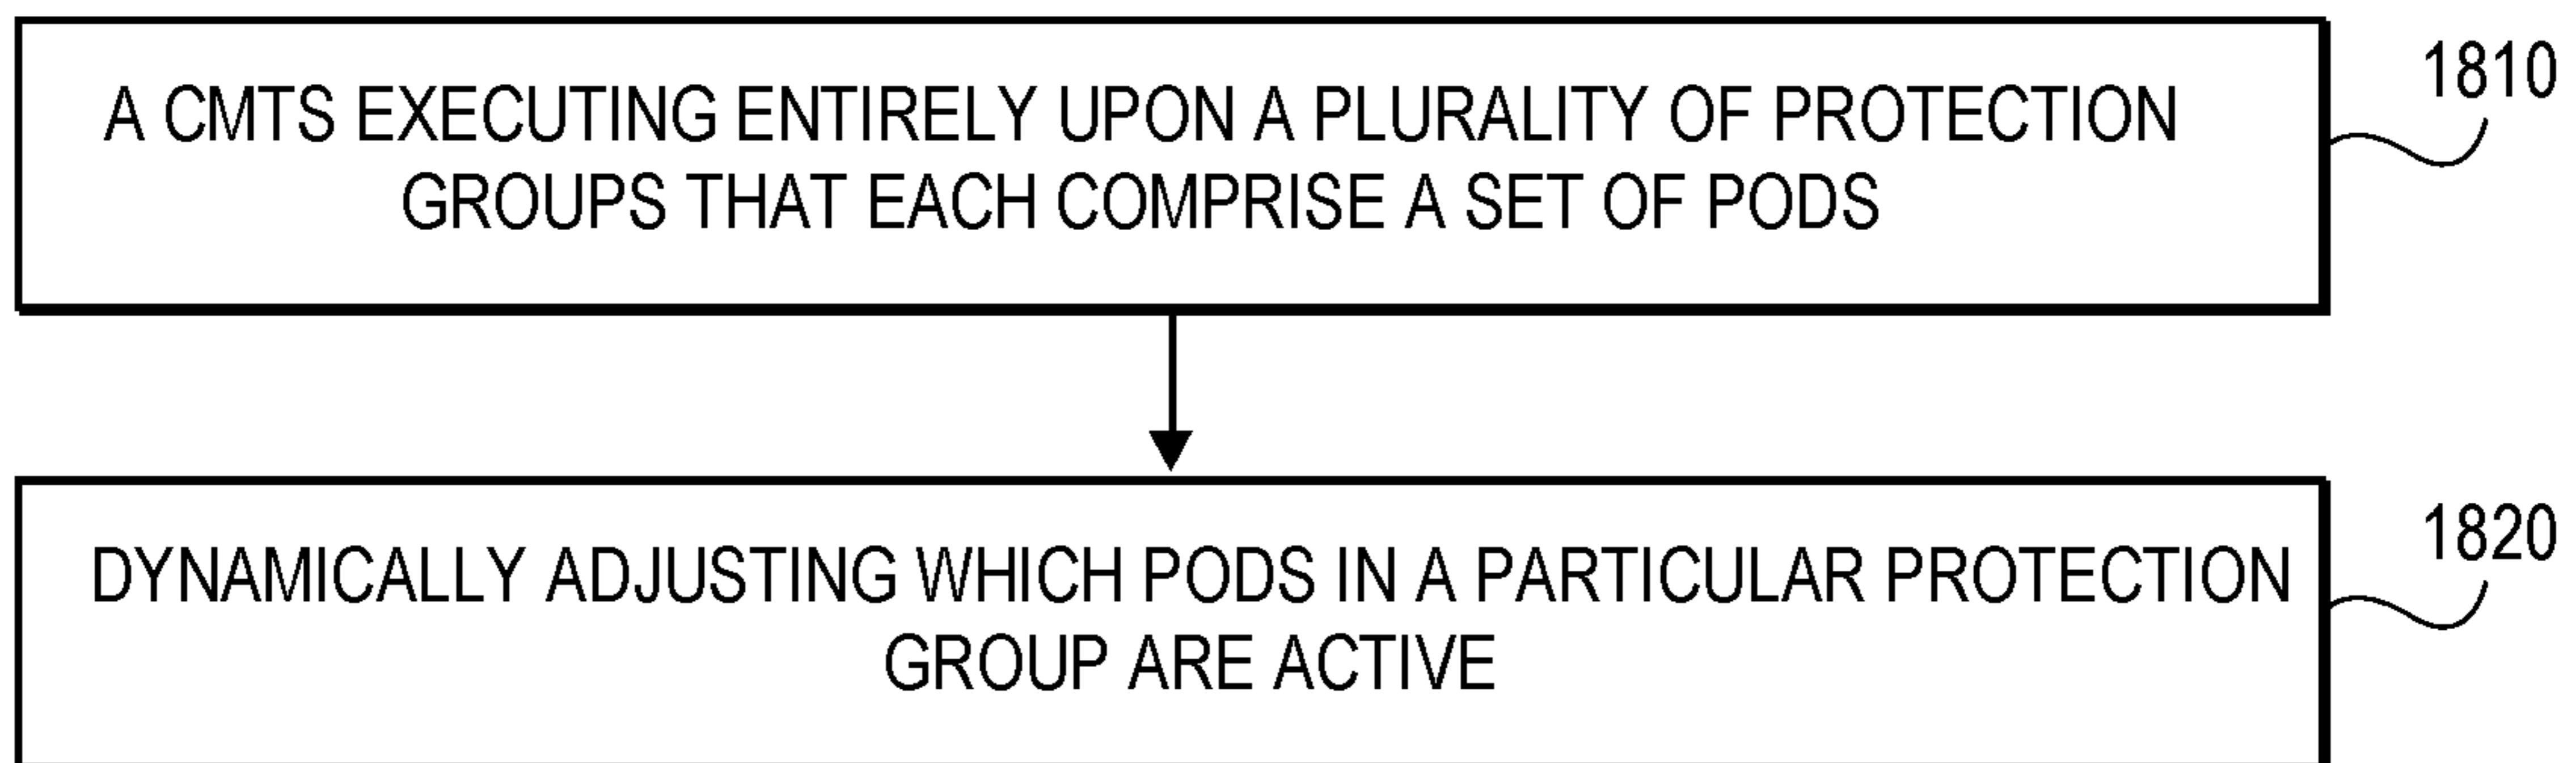 A CMTS EXECUTING ENTIRELY UPON A PLURALITY OF PROTECTION
GROUPS THAT EACH COMPRISE A SET OF PODS
1810
DYNAMICALLY ADJUSTING WHICH PODS IN A PARTICULAR PROTECTION
GROUP ARE ACTIVE
1820